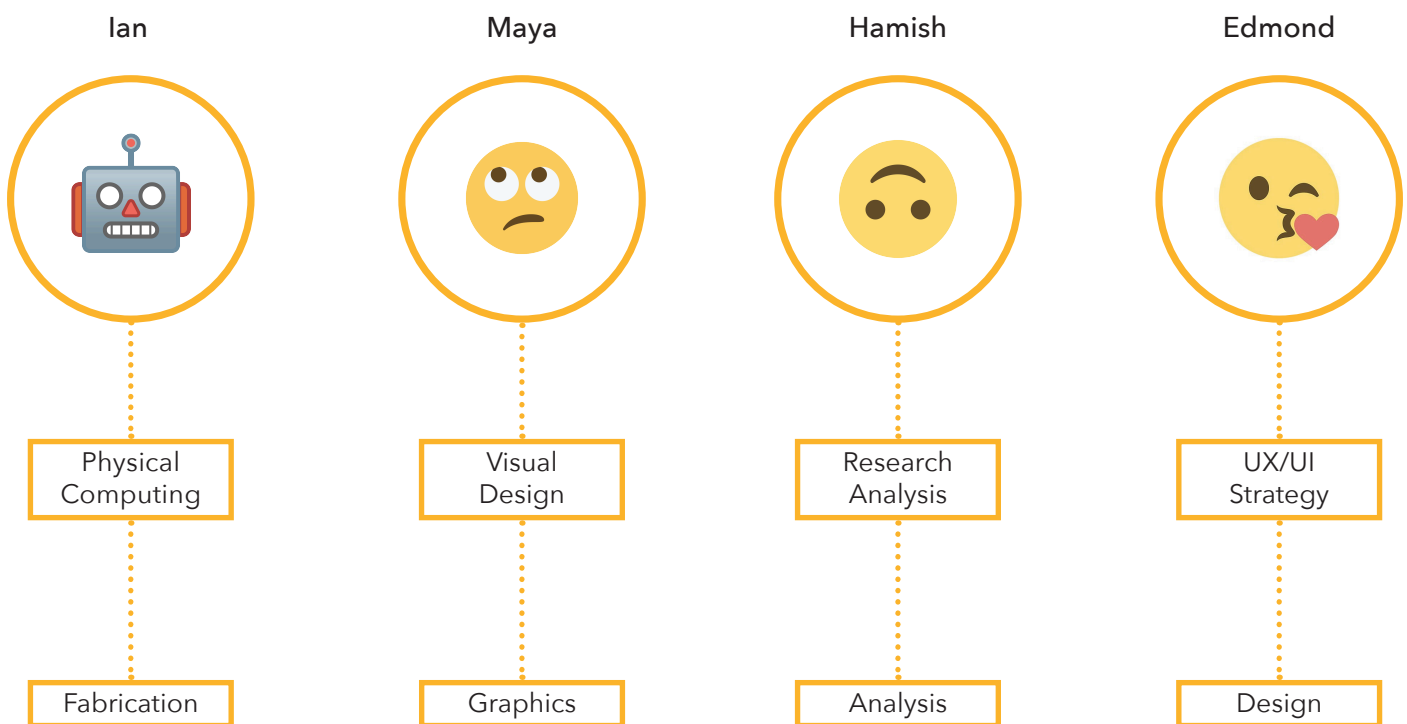 Ian
Maya
Hamish
Edmond
Physical
Computing
Visual
Design
Research
Analysis
UX/UI
Strategy
Fabrication
Graphics
Analysis
Design